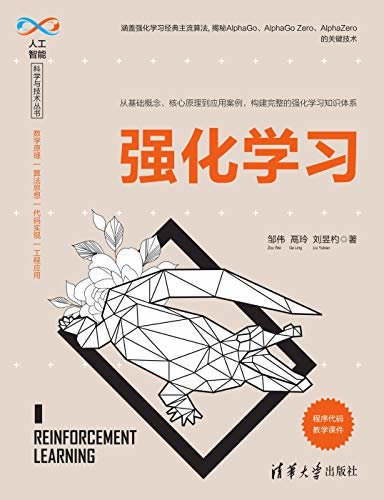 人工
智能
科学与技术丛书
数学原理 | 算法思想 | 代码实现 | 工程应用
涵盖强化学习经典主流算法, 揭秘AlphaGo、AlphaGo Zero、AlphaZero
的关键技术
从基础概念、核心原理到应用案例，构建完整的强化学习知识体系
强化学习
邹伟 鬲玲 刘昱杓◎著
Zou Wei Ge Ling Liu Yubiao
REINFORCEMENT
LEARNING
程序代码
教学课件
清华大学出版社